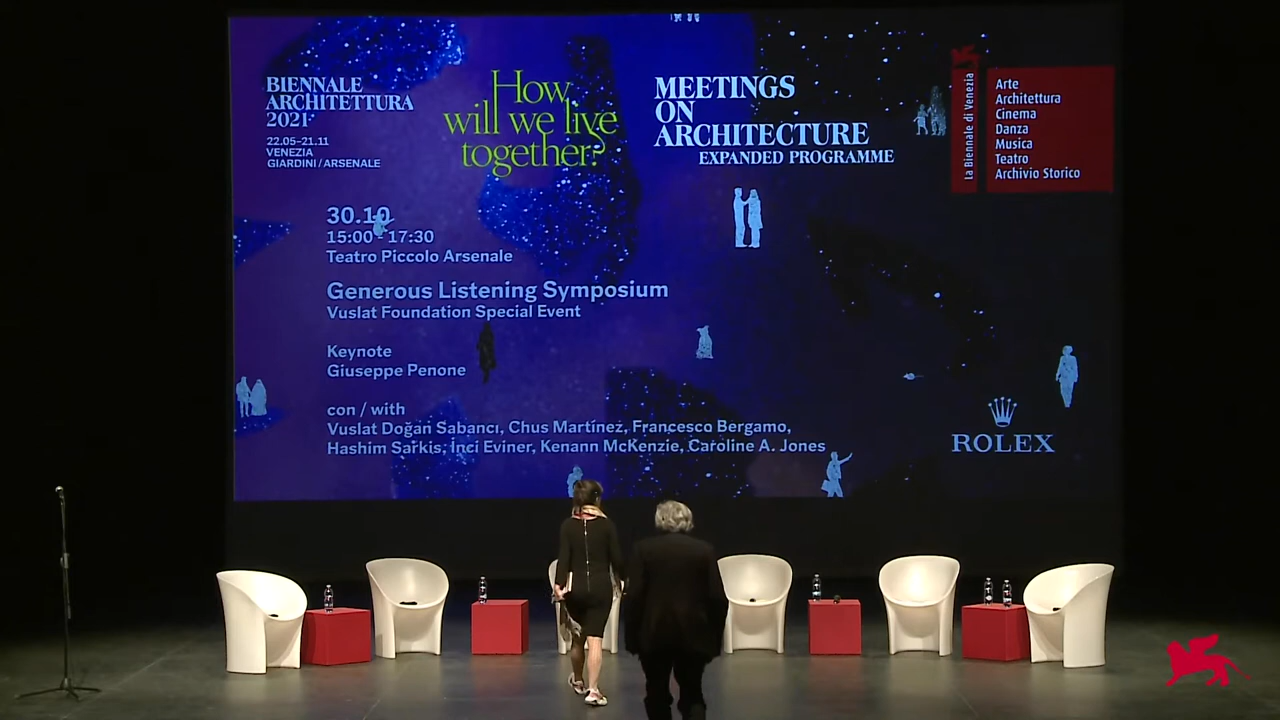 BIENNALE
ARCHITETTURA
2021
22.05–21.11
VENEZIA
GIARDINI/ARSENALE
How
will we live
together?
MEETINGS
ON
ARCHITECTURE
EXPANDED PROGRAMME
La Biennale di Venezia
Arte
Architettura
Cinema
Danza
Musica
Teatro
Archivio Storico
30.10
15:00 - 17:30
Teatro Piccolo Arsenale
Generous Listening Symposium
Vuslat Foundation Special Event
Keynote
Giuseppe Penone
con / with
Vuslat Doğan Sabancı, Chus Martínez, Francesco Bergamo,
Hashim Sarkis, İnci Eviner, Kenann McKenzie, Caroline A. Jones
ROLEX